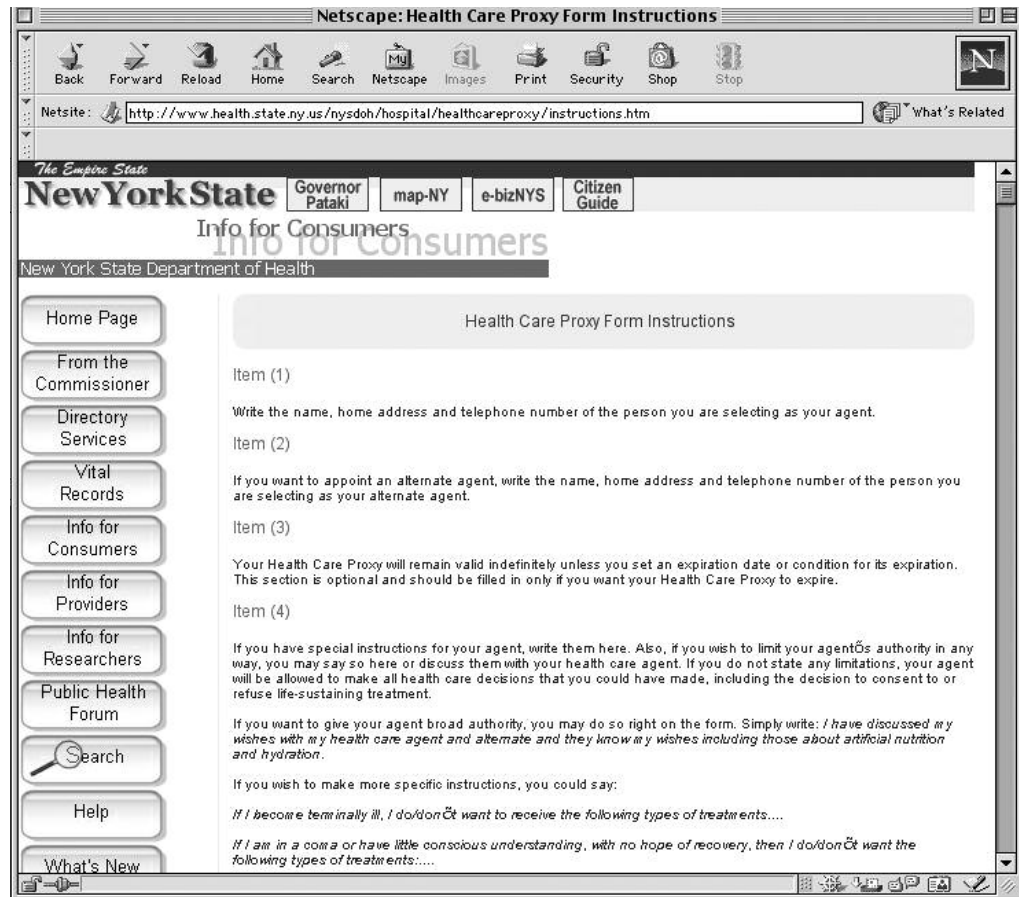 Netscape: Health Care Proxy Form Instructions
Back Forward Reload Home Search Netscape Images Print Security Shop Stop
My
N
Netsite: http://www.health.state.ny.us/nysdoh/hospital/healthcareproxy/instructions.htm What's Related
The Empire State
New York State Governor Pataki map-NY e-bizNYS Citizen Guide
Info for Consumers
Info for Consumers
New York State Department of Health
Home Page
From the
Commissioner
Directory
Services
Vital
Records
Info for
Consumers
Info for
Providers
Info for
Researchers
Public Health
Forum
Search
Help
What's New
Health Care Proxy Form Instructions
Item (1)
Write the name, home address and telephone number of the person you are selecting as your agent.
Item (2)
If you want to appoint an alternate agent, write the name, home address and telephone number of the person you
are selecting as your alternate agent.
Item (3)
Your Health Care Proxy will remain valid indefinitely unless you set an expiration date or condition for its expiration.
This section is optional and should be filled in only if you want your Health Care Proxy to expire.
Item (4)
If you have special instructions for your agent, write them here. Also, if you wish to limit your agentÕs authority in any
way, you may say so here or discuss them with your health care agent. If you do not state any limitations, your agent
will be allowed to make all health care decisions that you could have made, including the decision to consent to or
refuse life-sustaining treatment.
If you want to give your agent broad authority, you may do so right on the form. Simply write: I have discussed my
wishes with my health care agent and alternate and they know my wishes including those about artificial nutrition
and hydration.
If you wish to make more specific instructions, you could say:
If I become terminally ill, I do/donÕt want to receive the following types of treatments....
If I am in a coma or have little conscious understanding, with no hope of recovery, then I do/donÕt want the
following types of treatments:....